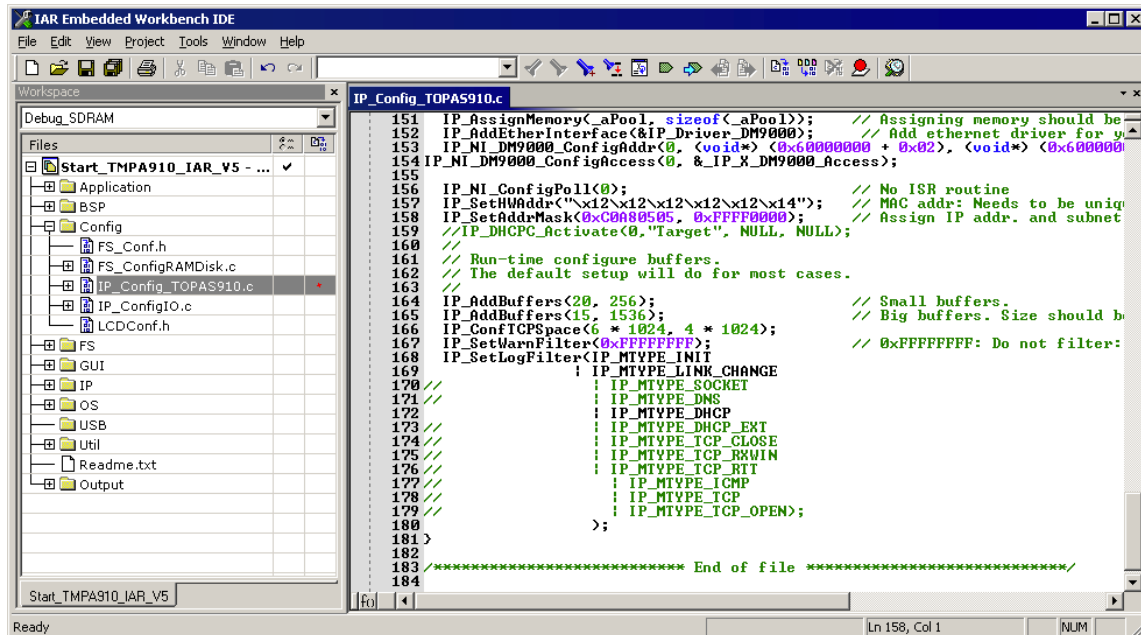 IAR Embedded Workbench IDE
File Edit View Project Tools Window Help
Workspace
Debug_SDRAM
Files
Start_TMPA910_IAR_V5 - ...
Application
BSP
Config
FS_Conf.h
FS_ConfigRAMDisk.c
IP_Config_TOPAS910.c
IP_ConfigIO.c
LCDConf.h
FS
GUI
IP
OS
USB
Util
Readme.txt
Output
Start_TMPA910_IAR_V5
IP_Config_TOPAS910.c
151 IP_AssignMemory(_aPool, sizeof(_aPool)); // Assigning memory should be
152 IP_AddEtherInterface(&IP_Driver_DM9000); // Add ethernet driver for y
153 IP_NI_DM9000_ConfigAddr(0, (void*) (0x60000000 + 0x02), (void*) (0x600000
154 IP_NI_DM9000_ConfigAccess(0, &_IP_X_DM9000_Access);
155
156 IP_NI_ConfigPoll(0); // No ISR routine
157 IP_SetHWAddr("\x12\x12\x12\x12\x12\x14"); // MAC addr: Needs to be uniq
158 IP_SetAddrMask(0xC0A80505, 0xFFFF0000); // Assign IP addr. and subnet
159 //IP_DHCPC_Activate(0,"Target", NULL, NULL);
160 //
161 // Run-time configure buffers.
162 // The default setup will do for most cases.
163 //
164 IP_AddBuffers(20, 256); // Small buffers.
165 IP_AddBuffers(15, 1536); // Big buffers. Size should b
166 IP_ConfTCPSpace(6 * 1024, 4 * 1024);
167 IP_SetWarnFilter(0xFFFFFFFF); // 0xFFFFFFFF: Do not filter:
168 IP_SetLogFilter(IP_MTYPE_INIT
169 | IP_MTYPE_LINK_CHANGE
170 // | IP_MTYPE_SOCKET
171 // | IP_MTYPE_DNS
172 | IP_MTYPE_DHCP
173 // | IP_MTYPE_DHCP_EXT
174 // | IP_MTYPE_TCP_CLOSE
175 // | IP_MTYPE_TCP_RXWIN
176 // | IP_MTYPE_TCP_RTT
177 // | IP_MTYPE_ICMP
178 // | IP_MTYPE_TCP
179 // | IP_MTYPE_TCP_OPEN);
180 );
181 }
182
183 /*************************** End of file ****************************/
184
f()
Ready Ln 158, Col 1 NUM